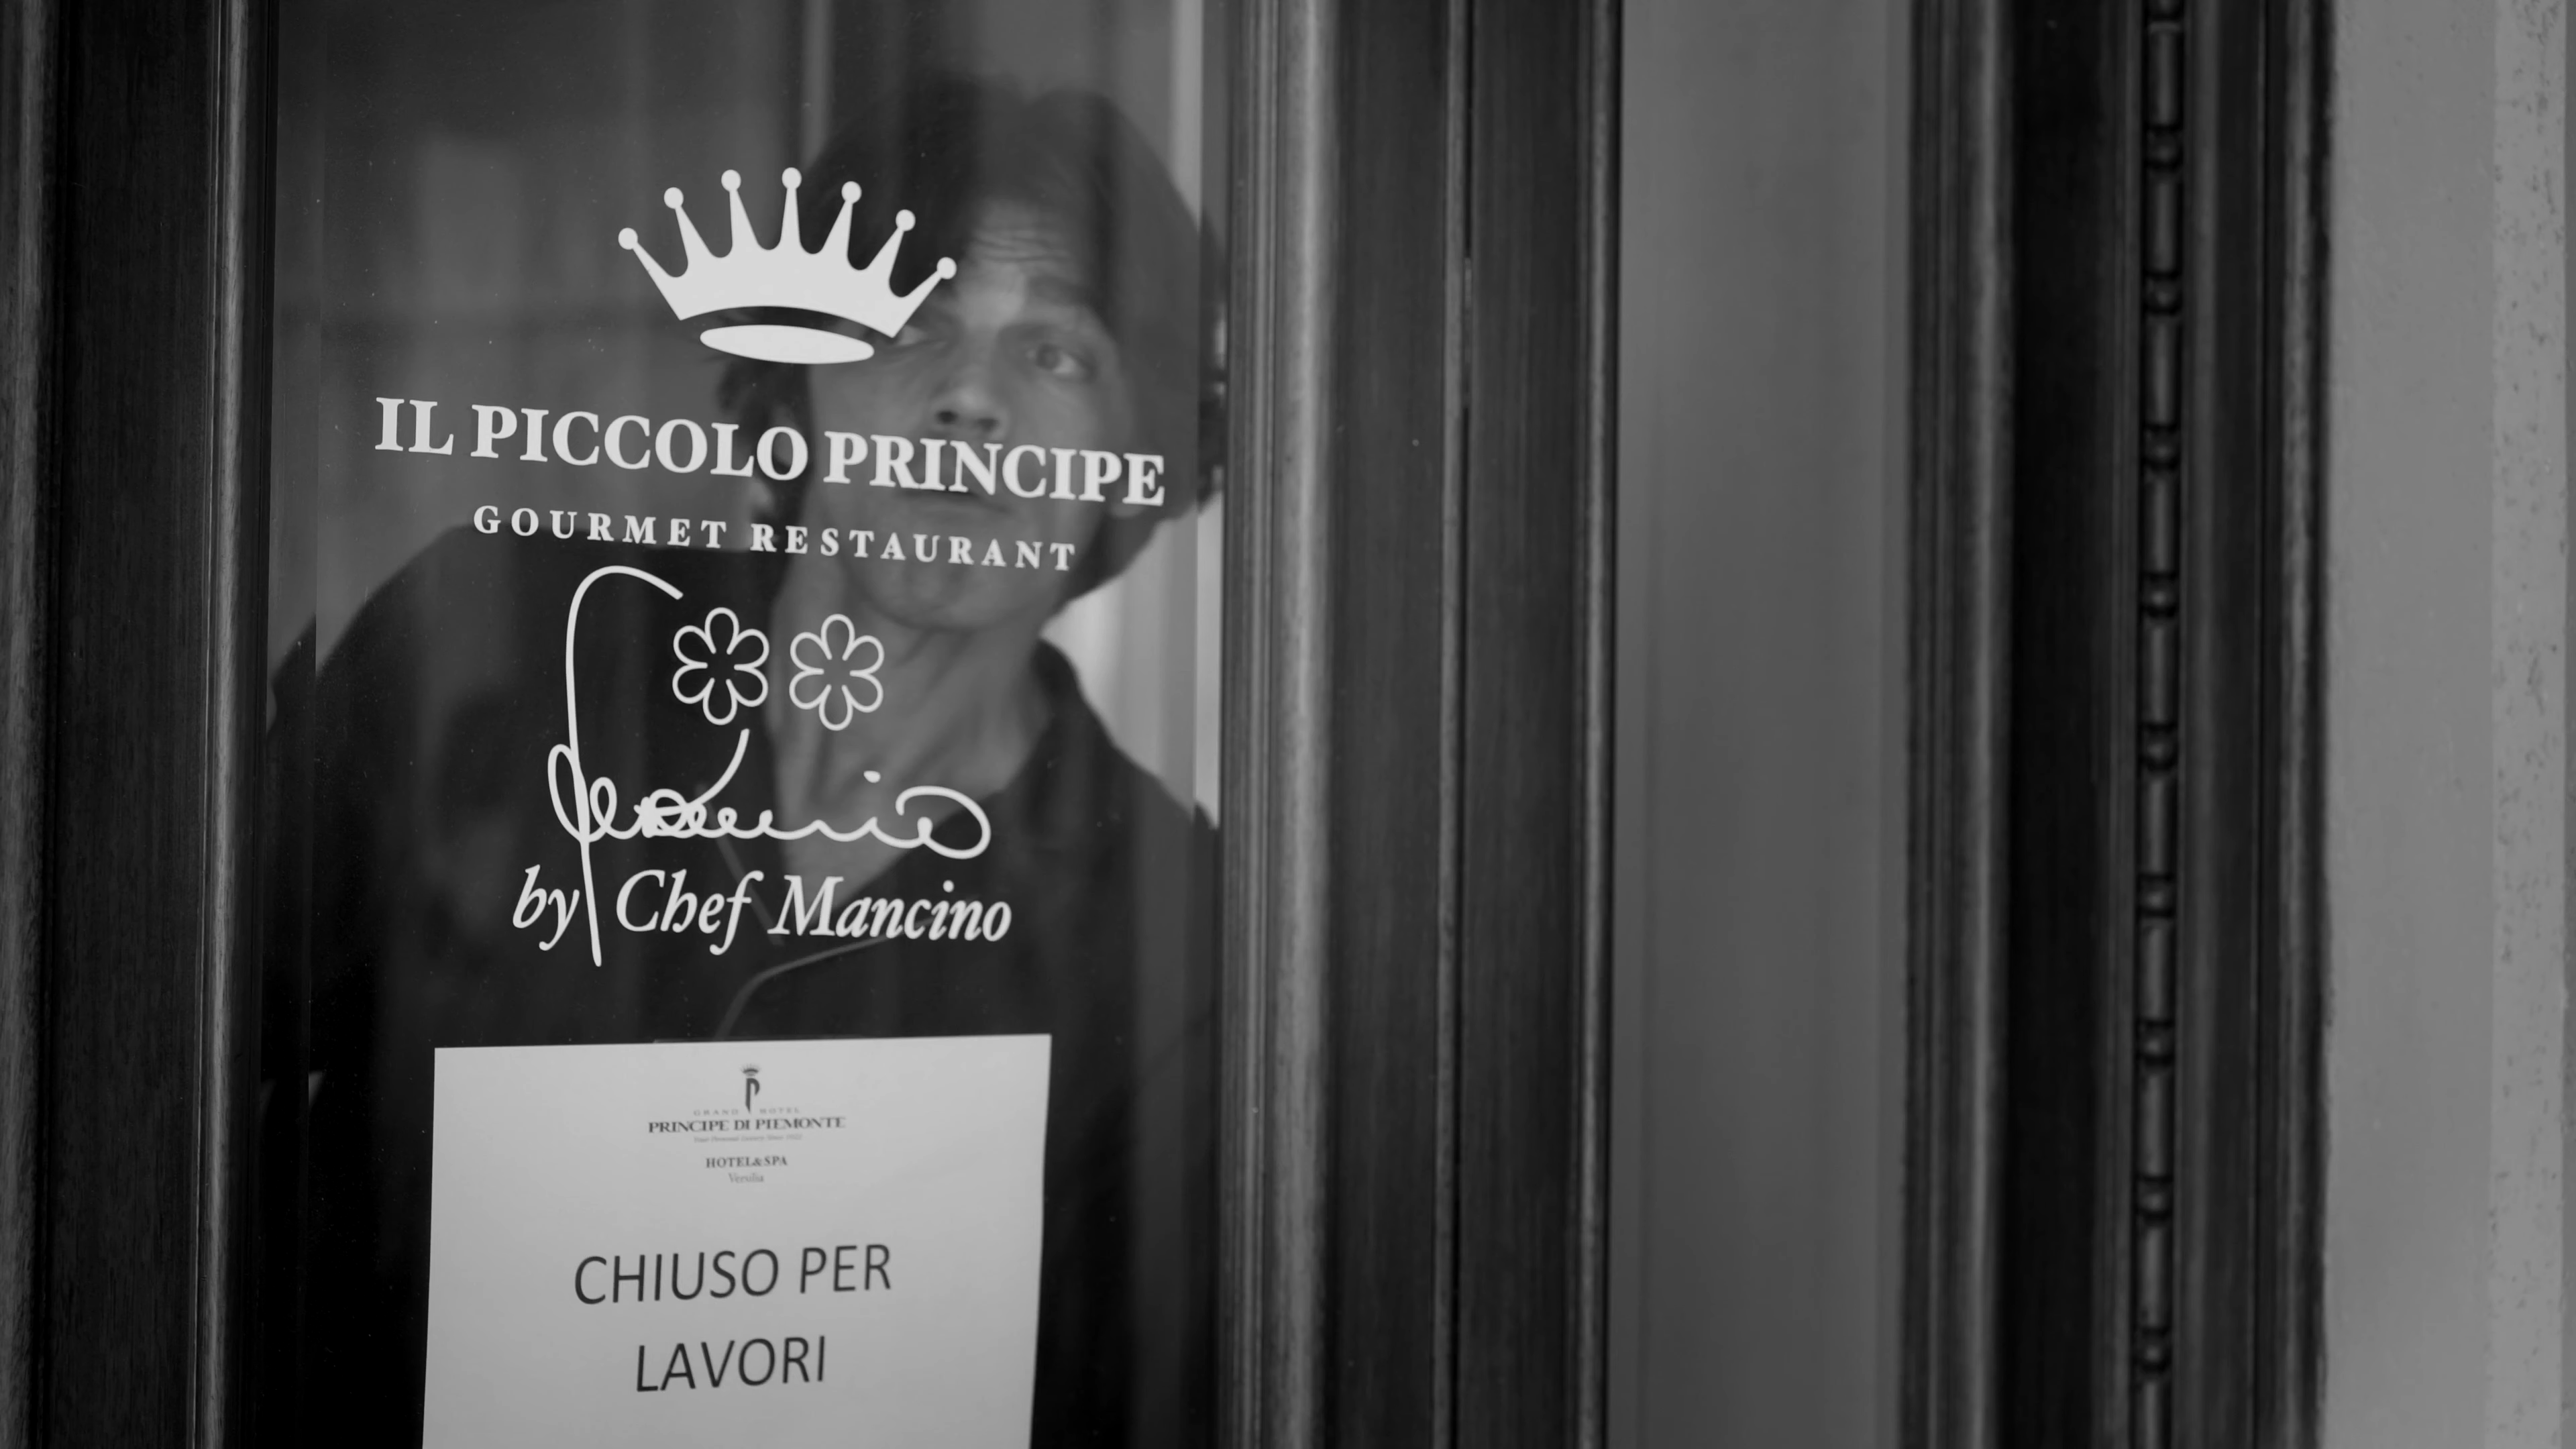 IL PICCOLO PRINCIPE
GOURMET RESTAURANT
by Chef Mancino
P
GRAND HOTEL
PRINCIPE DI PIEMONTE
HOTEL&SPA
Versilia
CHIUSO PER
LAVORI